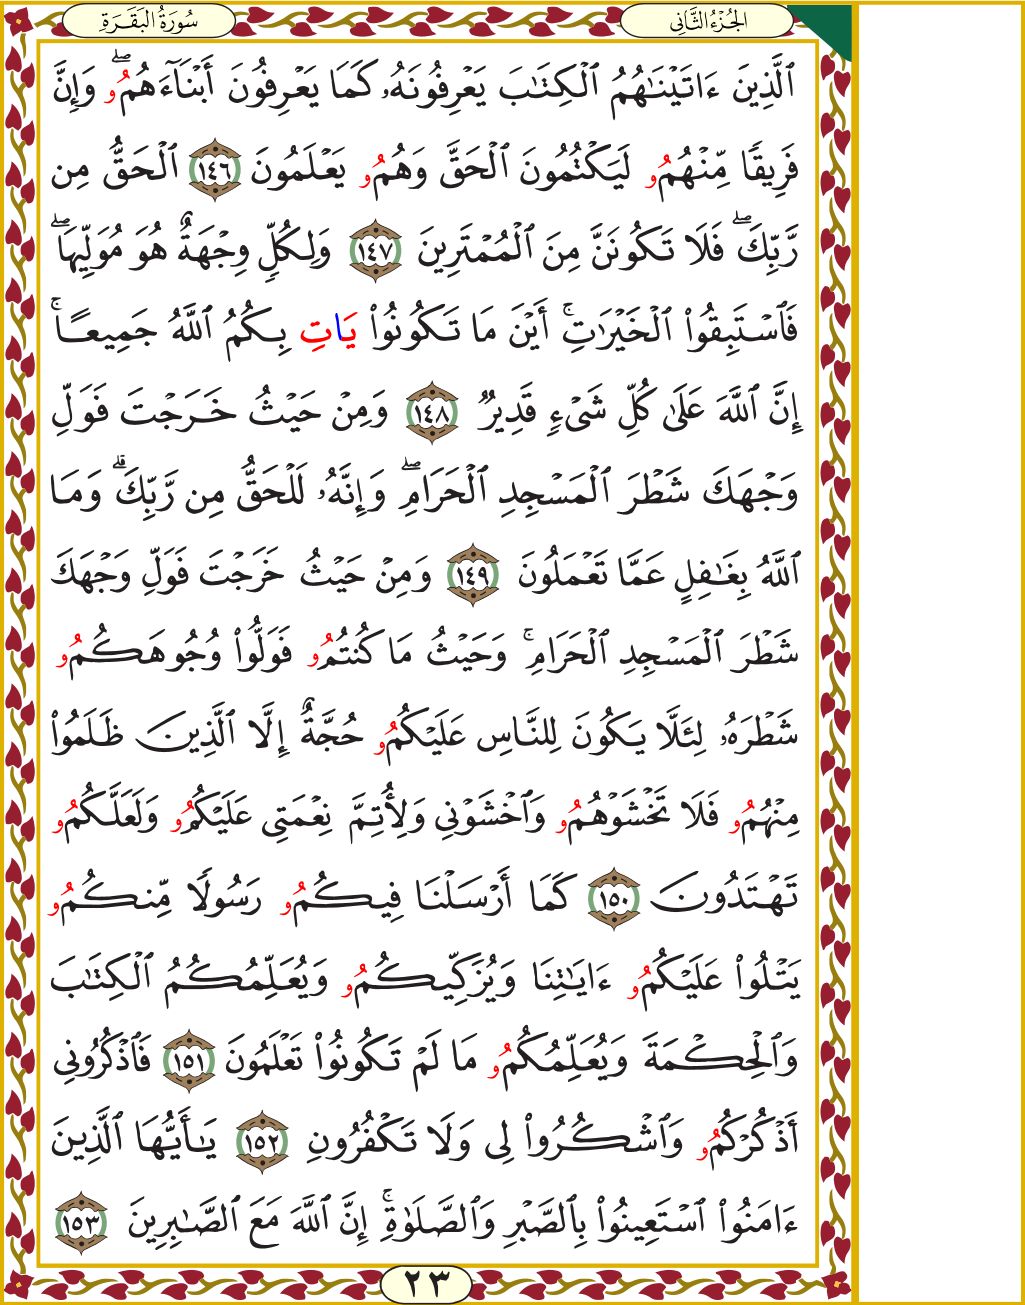 الجُزْءُ الثَّانِي
سُورَةُ البَقَرَةِ
ٱلَّذِينَ ءَاتَيْنَٰهُمُ ٱلْكِتَٰبَ يَعْرِفُونَهُۥ كَمَا يَعْرِفُونَ أَبْنَآءَهُمُۥۖ وَإِنَّ
فَرِيقًا مِّنْهُمُۥ لَيَكْتُمُونَ ٱلْحَقَّ وَهُمُۥ يَعْلَمُونَ ١٤٦ ٱلْحَقُّ مِن
رَّبِّكَۖ فَلَا تَكُونَنَّ مِنَ ٱلْمُمْتَرِينَ ١٤٧ وَلِكُلٍّ وِجْهَةٌ هُوَ مُوَلِّيهَاۖ
فَٱسْتَبِقُوا۟ ٱلْخَيْرَٰتِۚ أَيْنَ مَا تَكُونُوا۟ يَاتِ بِكُمُ ٱللَّهُ جَمِيعًاۚ
إِنَّ ٱللَّهَ عَلَىٰ كُلِّ شَىْءٍ قَدِيرٌ ١٤٨ وَمِنْ حَيْثُ خَرَجْتَ فَوَلِّ
وَجْهَكَ شَطْرَ ٱلْمَسْجِدِ ٱلْحَرَامِۖ وَإِنَّهُۥ لَلْحَقُّ مِن رَّبِّكَۗ وَمَا
ٱللَّهُ بِغَٰفِلٍ عَمَّا تَعْمَلُونَ ١٤٩ وَمِنْ حَيْثُ خَرَجْتَ فَوَلِّ وَجْهَكَ
شَطْرَ ٱلْمَسْجِدِ ٱلْحَرَامِۚ وَحَيْثُ مَا كُنتُمُۥ فَوَلُّوا۟ وُجُوهَكُمُۥ
شَطْرَهُۥ لِئَلَّا يَكُونَ لِلنَّاسِ عَلَيْكُمُۥ حُجَّةٌ إِلَّا ٱلَّذِينَ ظَلَمُوا۟
مِنْهُمُۥ فَلَا تَخْشَوْهُمُۥ وَٱخْشَوْنِى وَلِأُتِمَّ نِعْمَتِى عَلَيْكُمُۥ وَلَعَلَّكُمُۥ
تَهْتَدُونَ ١٥٠ كَمَا أَرْسَلْنَا فِيكُمُۥ رَسُولًا مِّنكُمُۥ
يَتْلُوا۟ عَلَيْكُمُۥ ءَايَٰتِنَا وَيُزَكِّيكُمُۥ وَيُعَلِّمُكُمُ ٱلْكِتَٰبَ
وَٱلْحِكْمَةَ وَيُعَلِّمُكُمُۥ مَا لَمْ تَكُونُوا۟ تَعْلَمُونَ ١٥١ فَٱذْكُرُونِى
أَذْكُرْكُمُۥ وَٱشْكُرُوا۟ لِى وَلَا تَكْفُرُونِ ١٥٢ يَٰأَيُّهَا ٱلَّذِينَ
ءَامَنُوا۟ ٱسْتَعِينُوا۟ بِٱلصَّبْرِ وَٱلصَّلَوٰةِۚ إِنَّ ٱللَّهَ مَعَ ٱلصَّٰبِرِينَ ١٥٣
٢٣